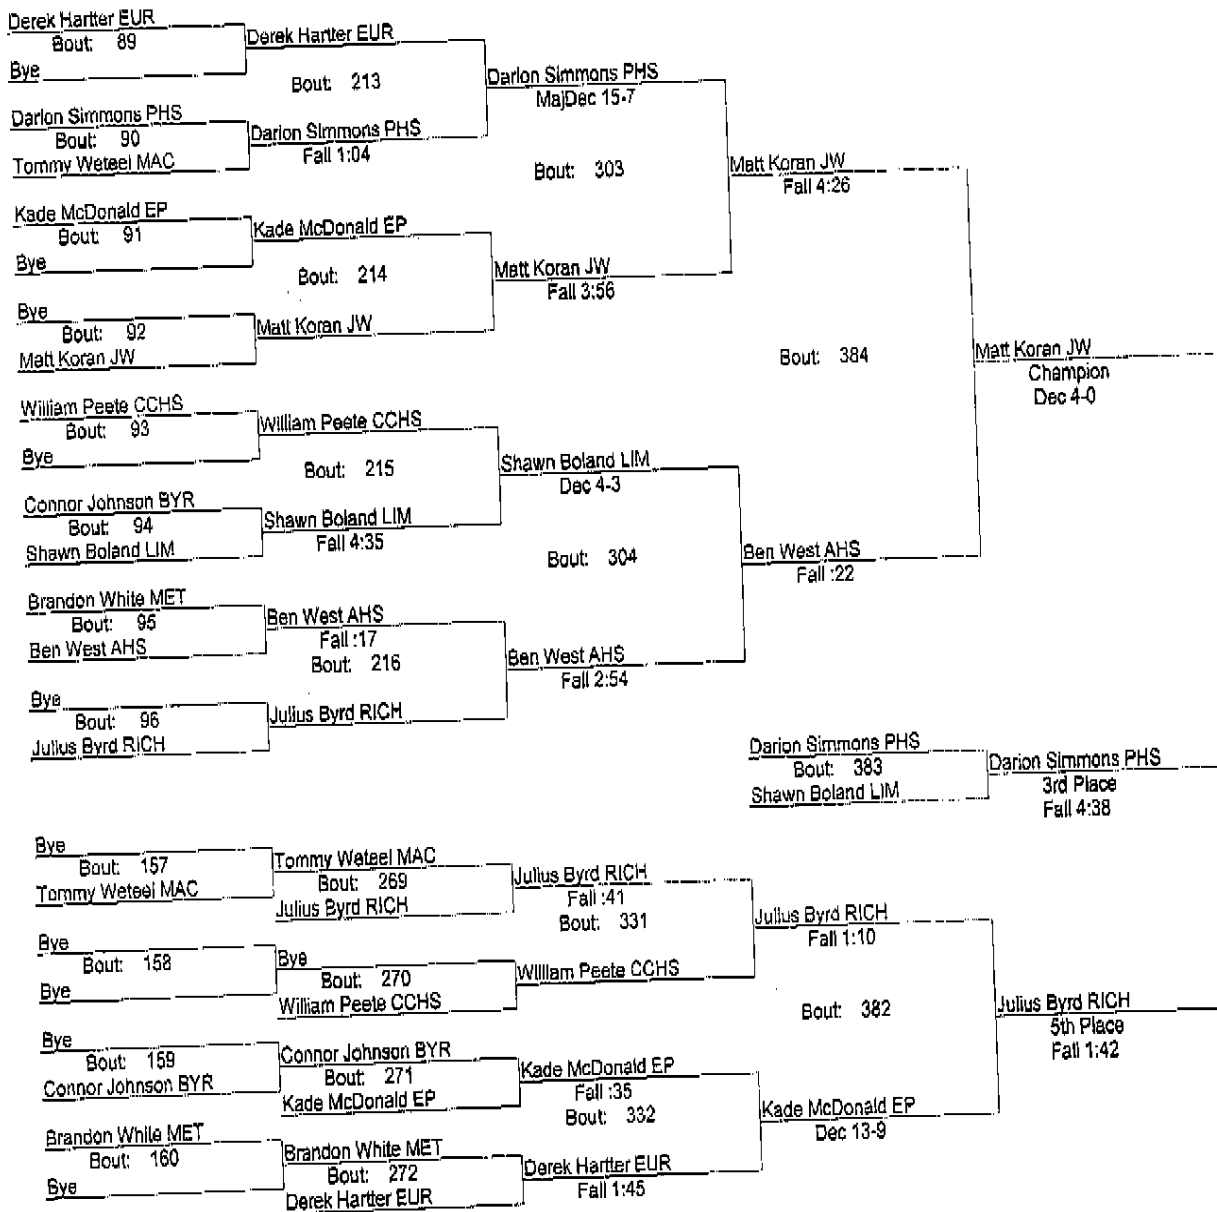 Derek Hartter EUR
Bout: 89
Bye
Derek Hartter EUR
Bout: 213
Darion Simmons PHS
Bout: 90
Tommy Weteel MAC
Darion Simmons PHS
Fall 1:04
Darion Simmons PHS
MajDec 15-7
Bout: 303
Kade McDonald EP
Bout: 91
Bye
Kade McDonald EP
Bout: 214
Bye
Bout: 92
Matt Koran JW
Matt Koran JW
Matt Koran JW
Fall 3:56
Matt Koran JW
Fall 4:26
Bout: 384
William Peete CCHS
Bout: 93
Bye
William Peete CCHS
Bout: 215
Connor Johnson BYR
Bout: 94
Shawn Boland LIM
Shawn Boland LIM
Fall 4:35
Shawn Boland LIM
Dec 4-3
Bout: 304
Brandon White MET
Bout: 95
Ben West AHS
Ben West AHS
Fall :17
Bout: 216
Bye
Bout: 96
Julius Byrd RICH
Julius Byrd RICH
Ben West AHS
Fall 2:54
Ben West AHS
Fall :22
Matt Koran JW
Champion
Dec 4-0
Darion Simmons PHS
Bout: 383
Shawn Boland LIM
Darion Simmons PHS
3rd Place
Fall 4:38
Bye
Bout: 157
Tommy Weteel MAC
Tommy Weteel MAC
Bout: 269
Julius Byrd RICH
Julius Byrd RICH
Fall :41
Bout: 331
Bye
Bout: 158
Bye
Bye
Bout: 270
William Peete CCHS
William Peete CCHS
Julius Byrd RICH
Fall 1:10
Bout: 382
Bye
Bout: 159
Connor Johnson BYR
Connor Johnson BYR
Bout: 271
Kade McDonald EP
Kade McDonald EP
Fall :35
Bout: 332
Brandon White MET
Bout: 160
Bye
Brandon White MET
Bout: 272
Derek Hartter EUR
Derek Hartter EUR
Fall 1:45
Kade McDonald EP
Dec 13-9
Julius Byrd RICH
5th Place
Fall 1:42